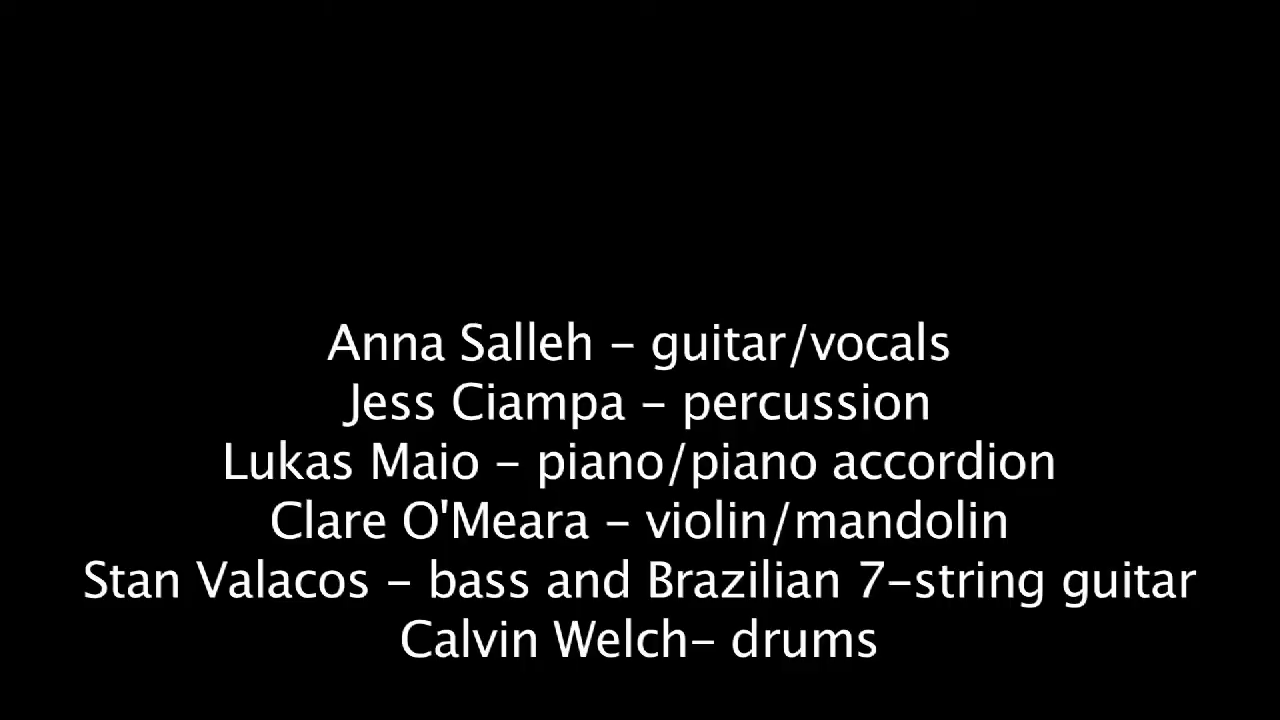 Anna Salleh - guitar/vocals
Jess Ciampa - percussion
Lukas Maio - piano/piano accordion
Clare O'Meara - violin/mandolin
Stan Valacos - bass and Brazilian 7-string guitar
Calvin Welch- drums